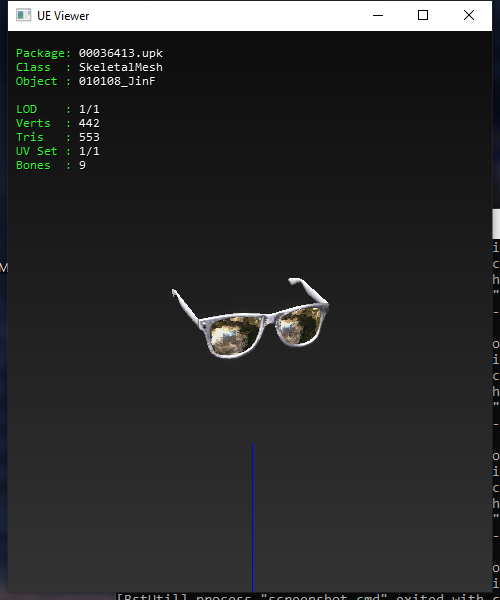 UE Viewer
Package: 00036413.upk
Class  : SkeletalMesh
Object : 010108_JinF
LOD    : 1/1
Verts  : 442
Tris   : 553
UV Set : 1/1
Bones  : 9
M
i
c
h
"
-
o
i
c
h
"
-
o
i
c
h
"
-
o
i
[BstUtil] process "screenshot.cmd" exited with c